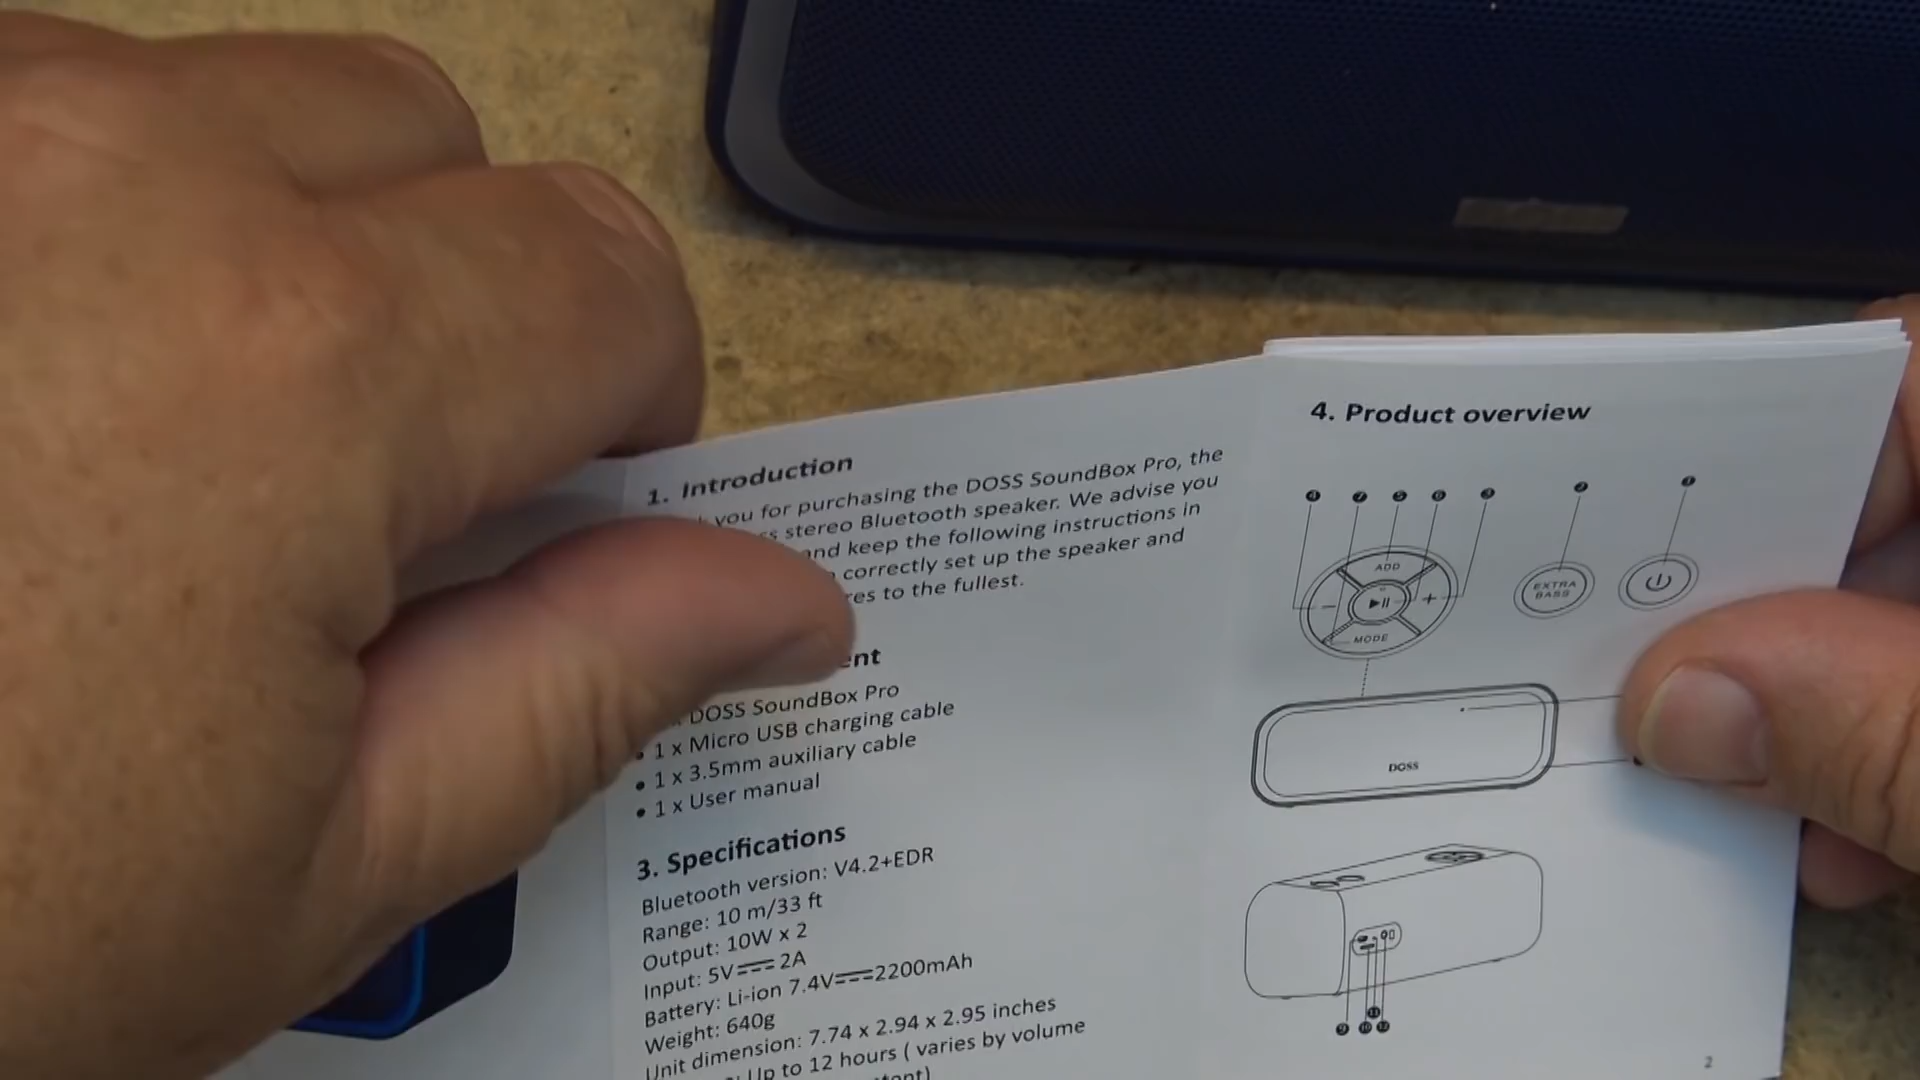 1. Introduction
you for purchasing the DOSS SoundBox Pro, the
stereo Bluetooth speaker. We advise you
and keep the following instructions in
correctly set up the speaker and
to the fullest.
DOSS SoundBox Pro
• 1 x Micro USB charging cable
• 1 x 3.5mm auxiliary cable
• 1 x User manual
3. Specifications
Bluetooth version: V4.2+EDR
Range: 10 m/33 ft
Output: 10W x 2
Input: 5V⎓2A
Battery: Li-ion 7.4V⎓2200mAh
Weight: 640g
Unit dimension: 7.74 x 2.94 x 2.95 inches
Up to 12 hours ( varies by volume
4. Product overview
ADD
− + 
MODE
EXTRA
BASS
DOSS
2